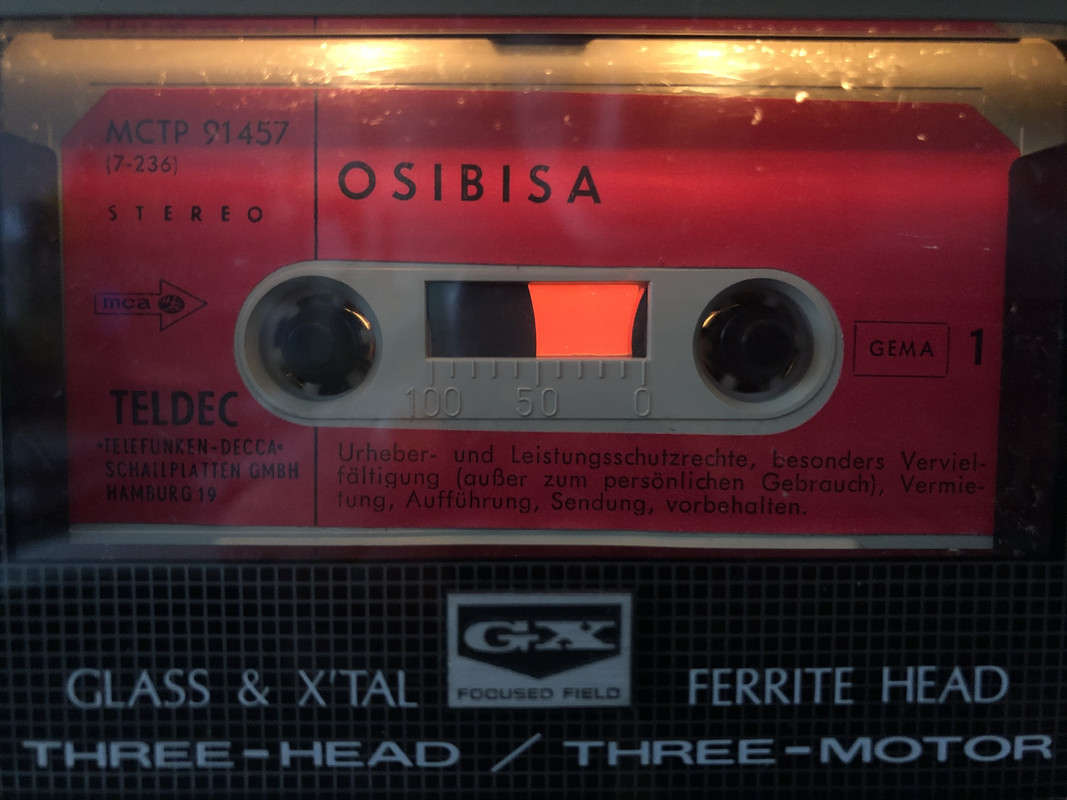 MCTP 91457
(7-236)
STEREO
OSIBISA
mca
GEMA 1
100 50 0
TELDEC
"TELEFUNKEN-DECCA"
SCHALLPLATTEN GMBH
HAMBURG 19
Urheber- und Leistungsschutzrechte, besonders Verviel-
fältigung (außer zum persönlichen Gebrauch), Vermie-
tung, Aufführung, Sendung, vorbehalten.
GX
FOCUSED FIELD
GLASS & X'TAL FERRITE HEAD
THREE-HEAD / THREE-MOTOR